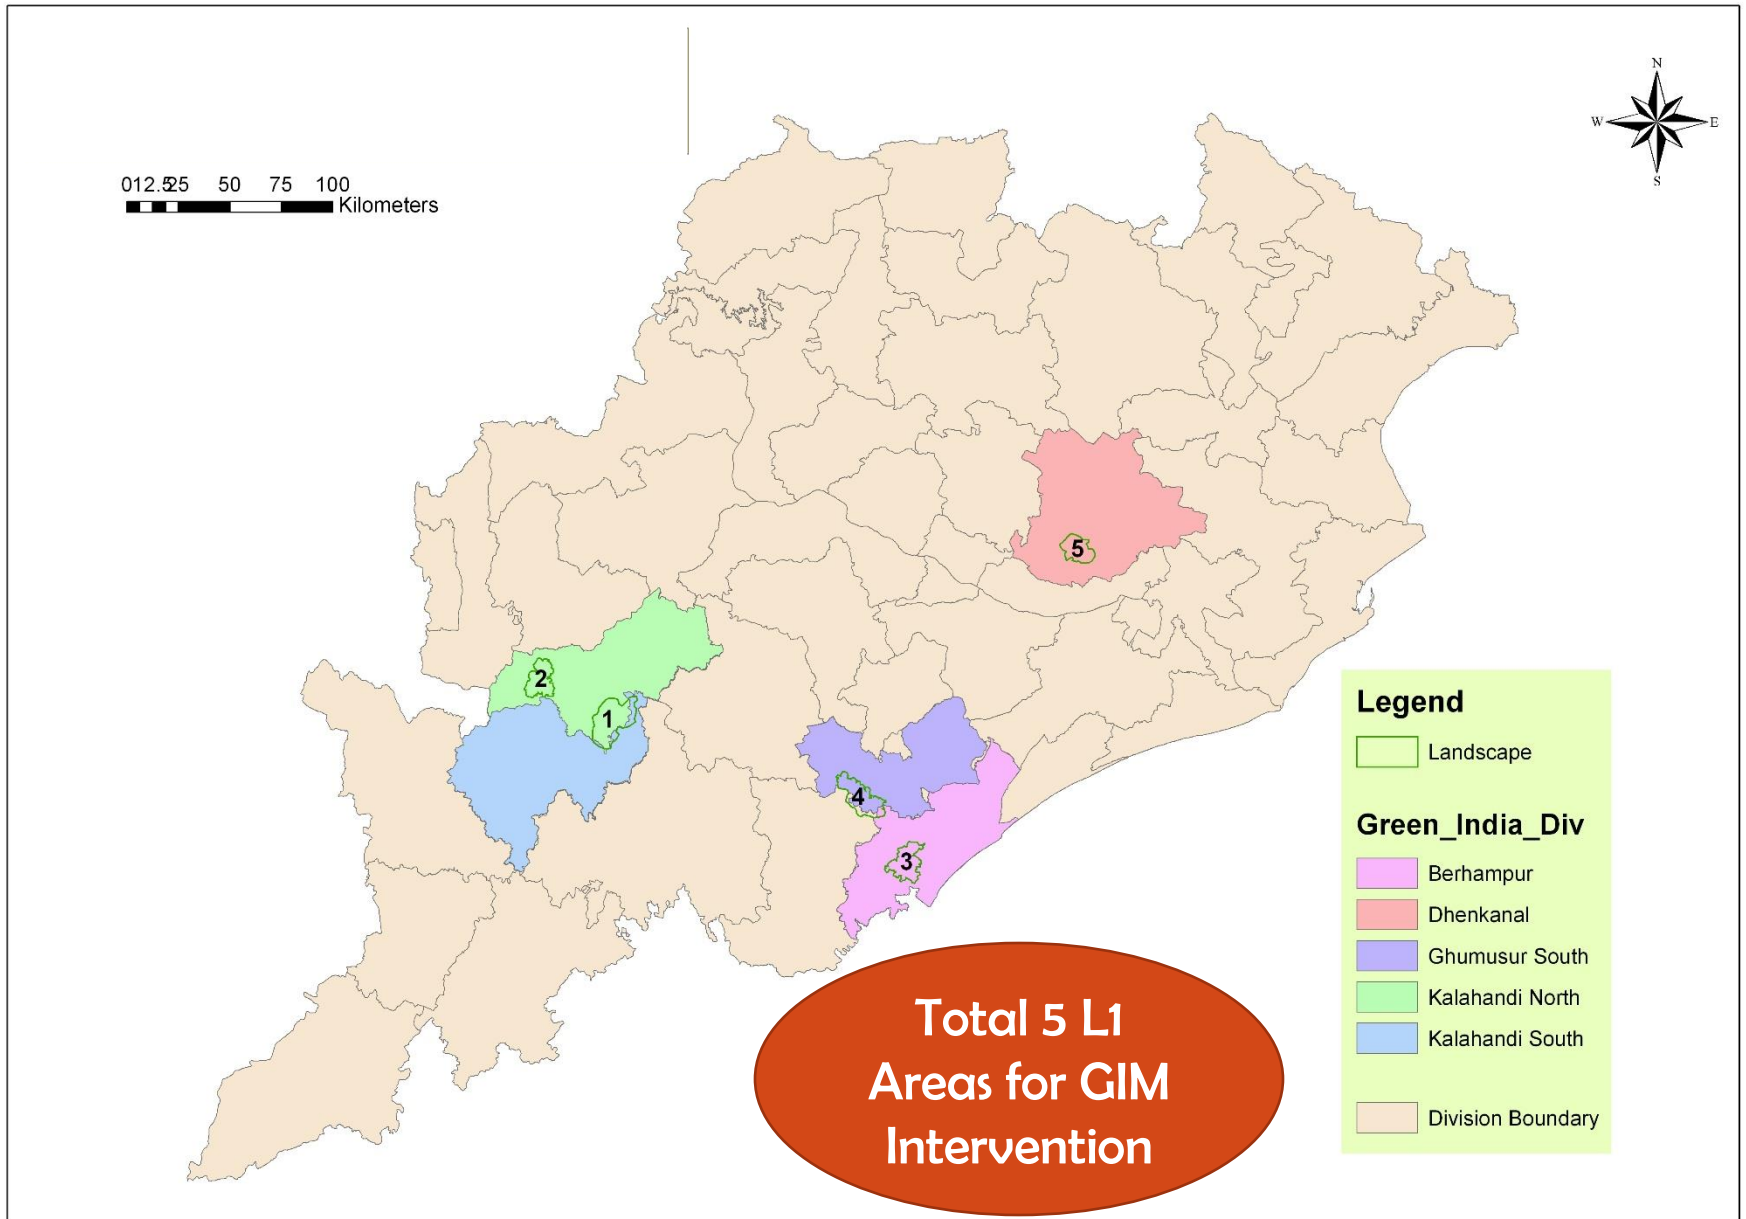 N
W E
S
012.525 50 75 100
Kilometers
5
2
1
4
3
Legend
Landscape
Green_India_Div
Berhampur
Dhenkanal
Ghumusur South
Kalahandi North
Kalahandi South
Division Boundary
Total 5 L1
Areas for GIM
Intervention